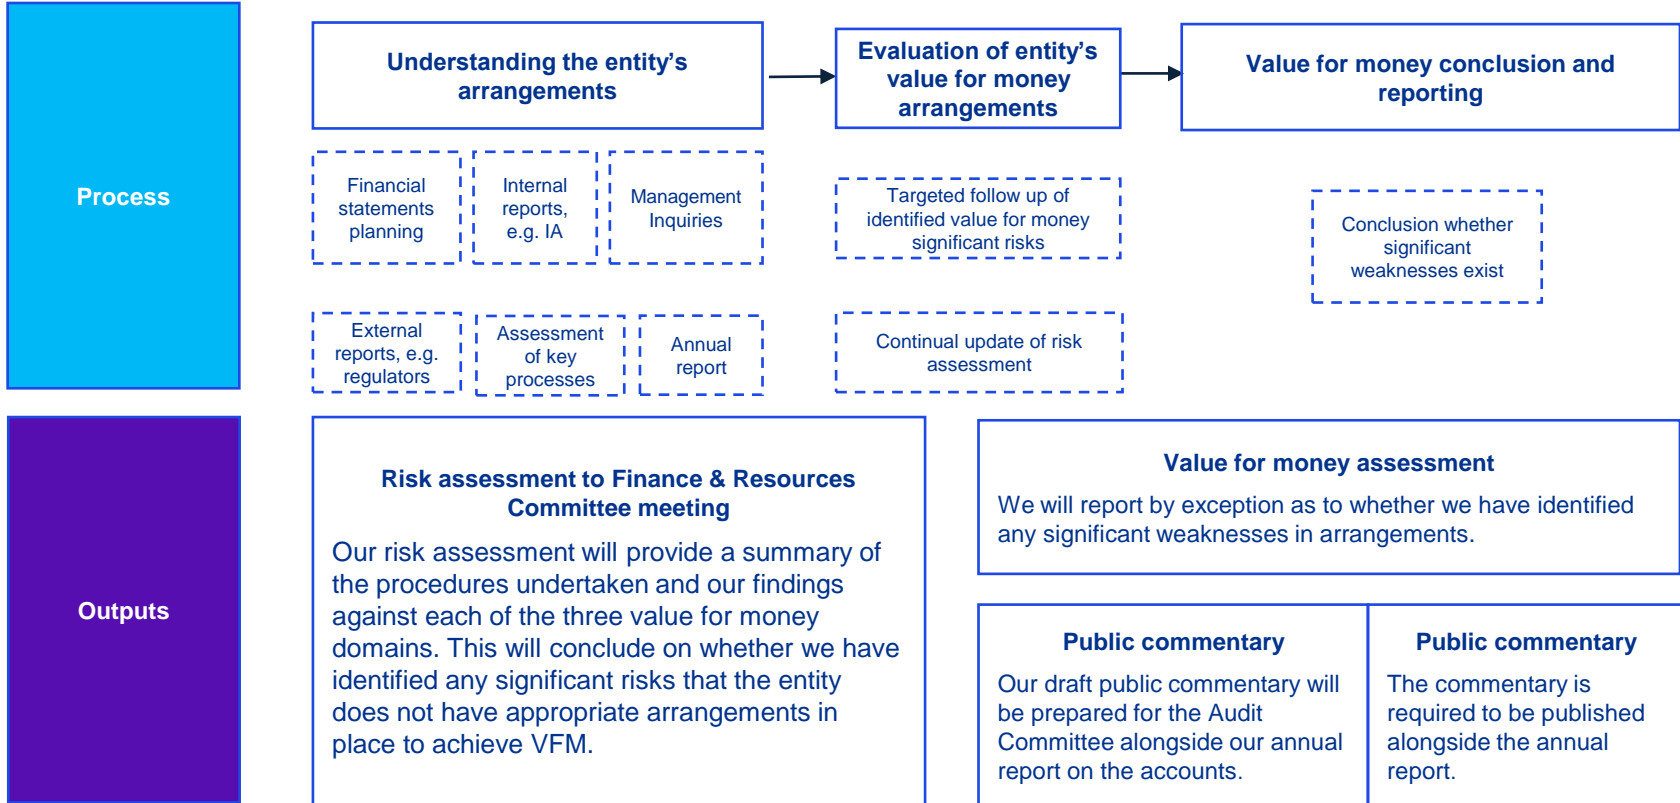 Process
Understanding the entity's
arrangements
Evaluation of entity's
value for money
arrangements
Value for money conclusion and
reporting
Financial
statements
planning
Internal
reports,
e.g. IA
Management
Inquiries
Targeted follow up of
identified value for money
significant risks
Conclusion whether
significant
weaknesses exist
External
reports, e.g.
regulators
Assessment
of key
processes
Annual
report
Continual update of risk
assessment
Outputs
Risk assessment to Finance & Resources
Committee meeting
Our risk assessment will provide a summary of
the procedures undertaken and our findings
against each of the three value for money
domains. This will conclude on whether we have
identified any significant risks that the entity
does not have appropriate arrangements in
place to achieve VFM.
Value for money assessment
We will report by exception as to whether we have identified
any significant weaknesses in arrangements.
Public commentary
Our draft public commentary will
be prepared for the Audit
Committee alongside our annual
report on the accounts.
Public commentary
The commentary is
required to be published
alongside the annual
report.